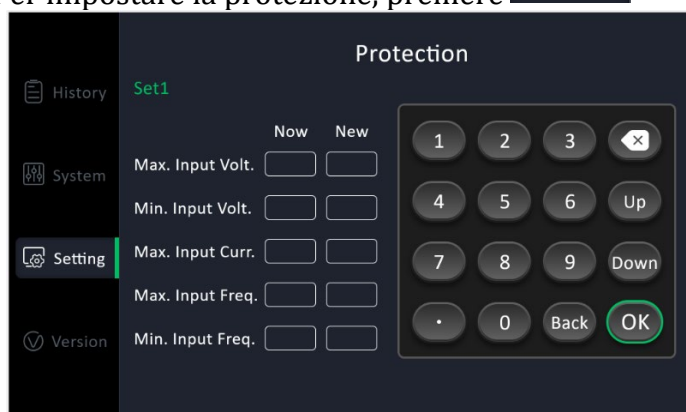 er impostare la protezione, premere
Protection
History
Set1
Now New
Max. Input Volt.
System
Min. Input Volt.
Setting
Max. Input Curr.
Max. Input Freq.
Version
Min. Input Freq.
1 2 3
4 5 6 Up
7 8 9 Down
. 0 Back OK